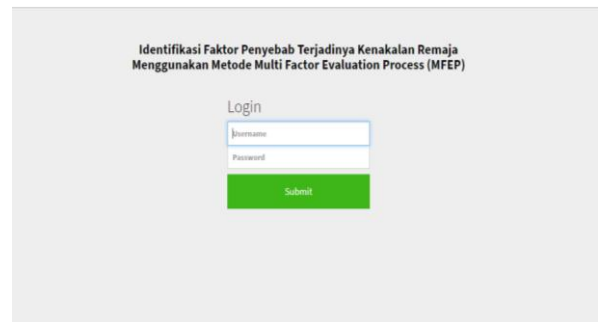 Identifikasi Faktor Penyebab Terjadinya Kenakalan Remaja
Menggunakan Metode Multi Factor Evaluation Process (MFEP)
Login
Username
Password
Submit